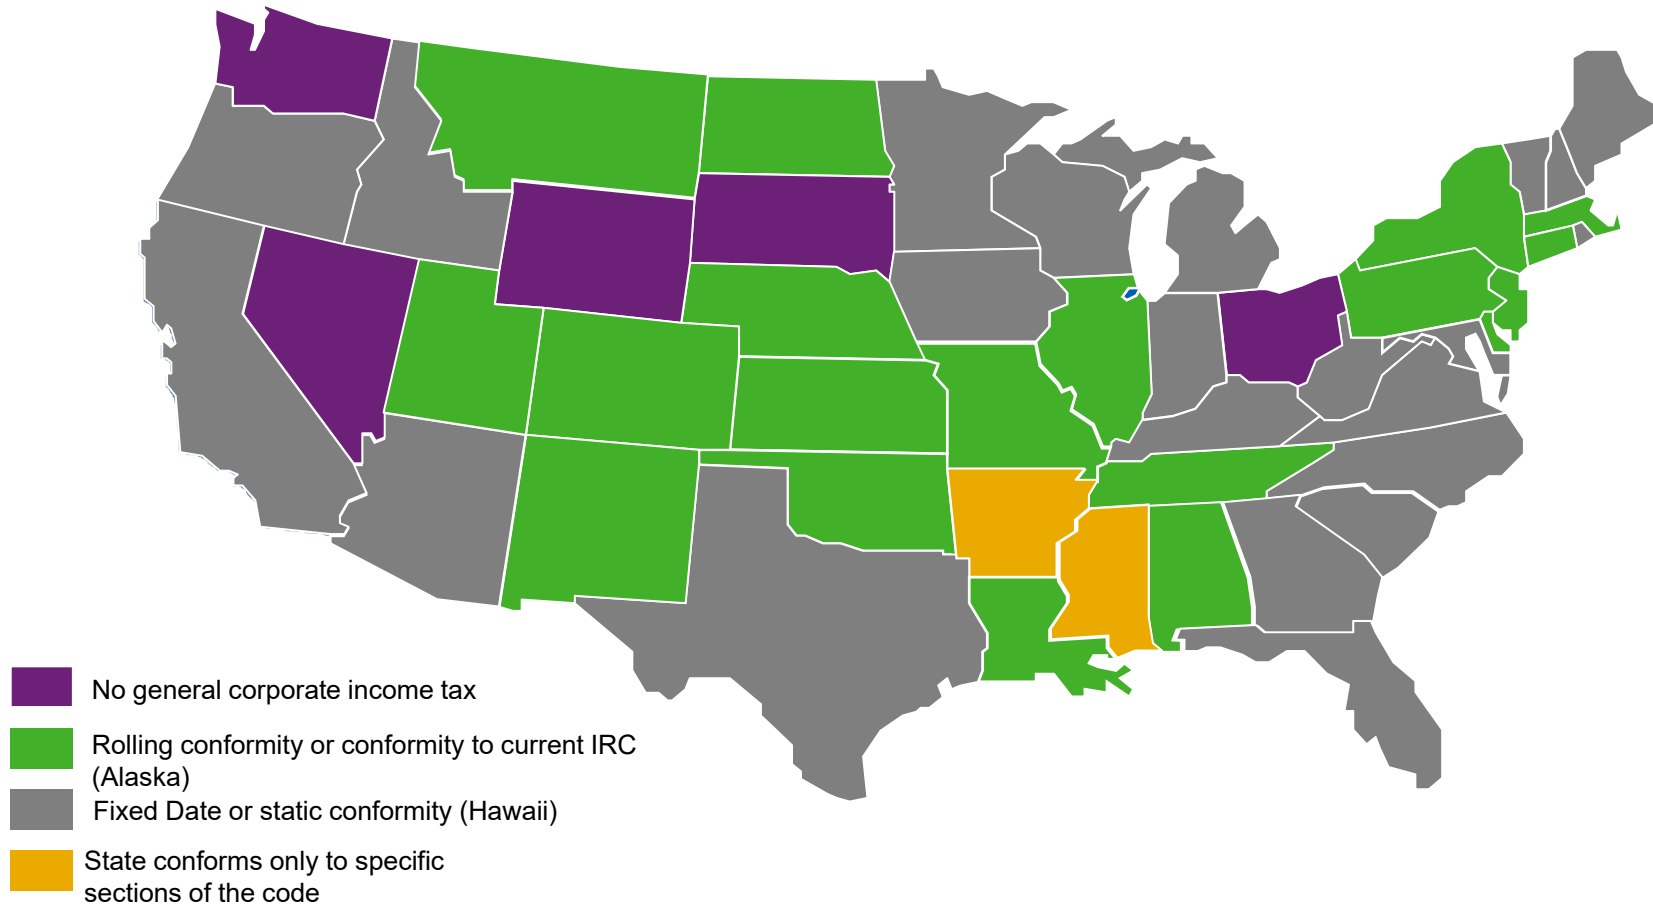 No general corporate income tax
Rolling conformity or conformity to current IRC
(Alaska)
Fixed Date or static conformity (Hawaii)
State conforms only to specific
sections of the code